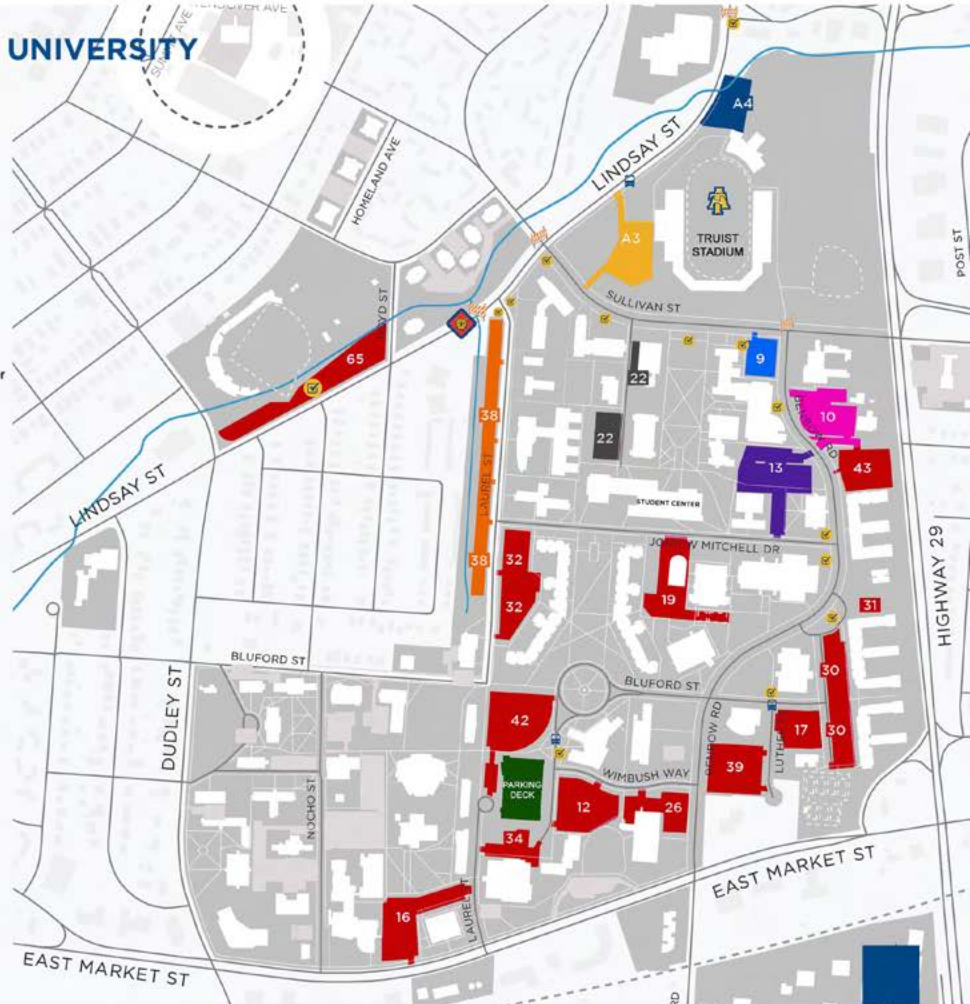 UNIVERSITY
HOMELAND AVE
LINDSAY ST
A4
A3
TRUIST
STADIUM
POST ST
SULLIVAN ST
65
9
22
10
38
22
13
43
LINDSAY ST
LAUREL ST
STUDENT CENTER
32
38
32
19
31
HIGHWAY 29
BLUFORD ST
DUDLEY ST
BLUFORD ST
30
42
17
30
39
NOCHO ST
PARKING
DECK
WIMBUSH WAY
12
26
34
EAST MARKET ST
16
EAST MARKET ST